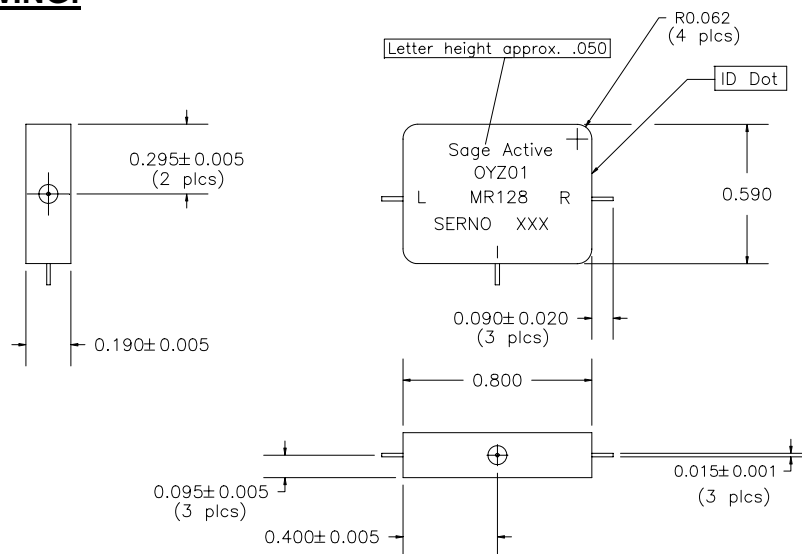 R0.062
(4 plcs)
Letter height approx. .050
ID Dot
0.295±0.005
(2 plcs)
Sage Active
OYZ01
L MR128 R
SERNO XXX
I
0.590
0.090±0.020
(3 plcs)
0.190±0.005
0.800
0.095±0.005
(3 plcs)
0.015±0.001
(3 plcs)
0.400±0.005